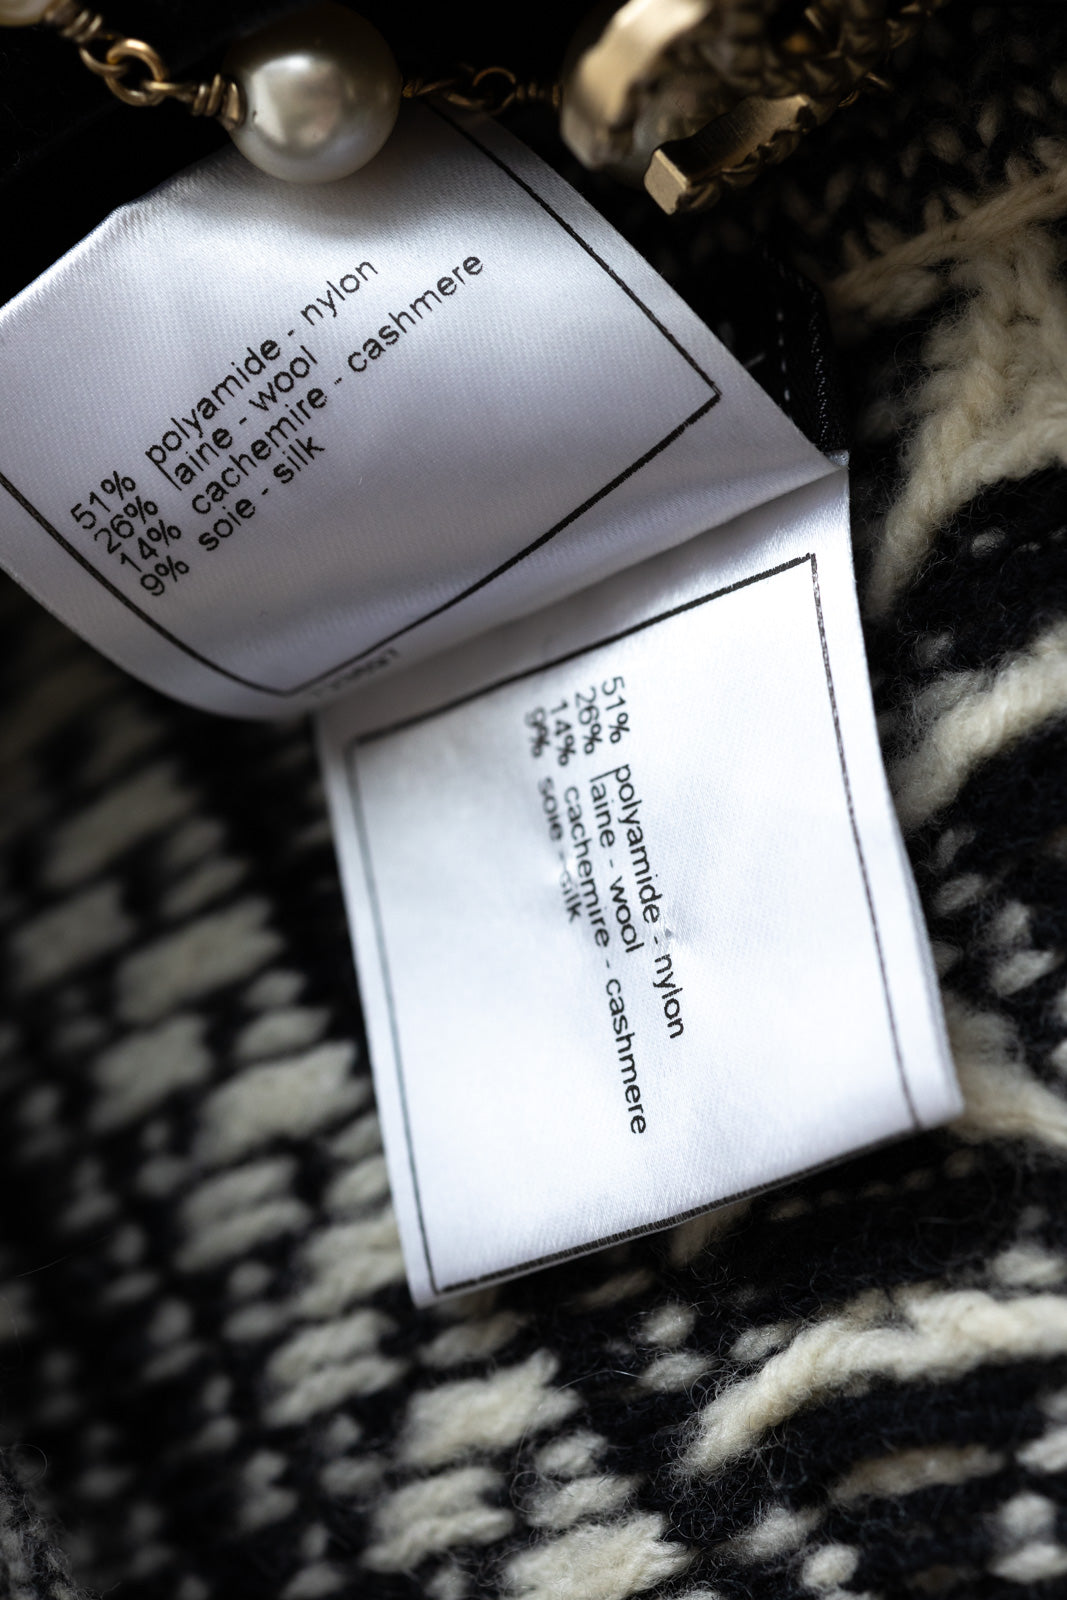 51% polyamide - nylon
26% laine - wool
14% cachemire - cashmere
9% soie - silk
51% polyamide - nylon
26% laine - wool
14% cachemire - cashmere
9% soie - silk